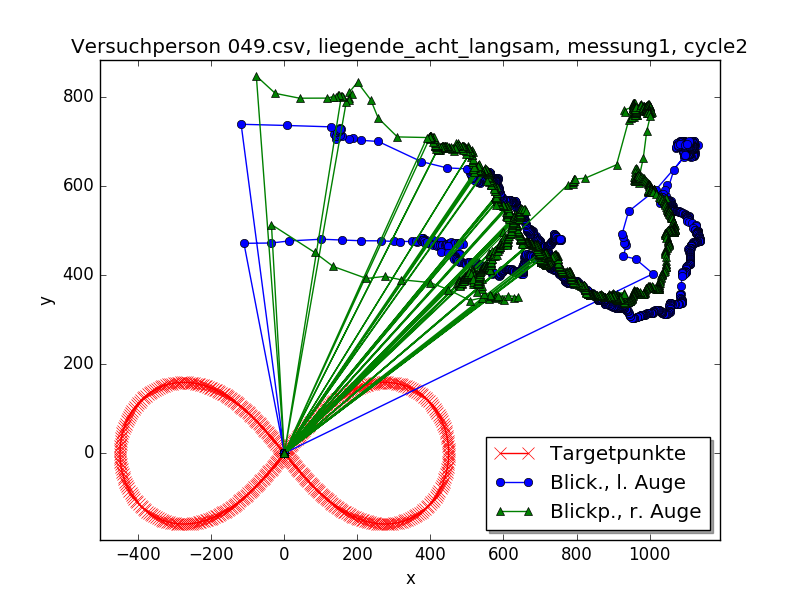 Versuchperson 049.csv, liegende_acht_langsam, messung1, cycle2
800
600
400
200
0
y
−400 −200 0 200 400 600 800 1000
x
Targetpunkte
Blick., l. Auge
Blickp., r. Auge